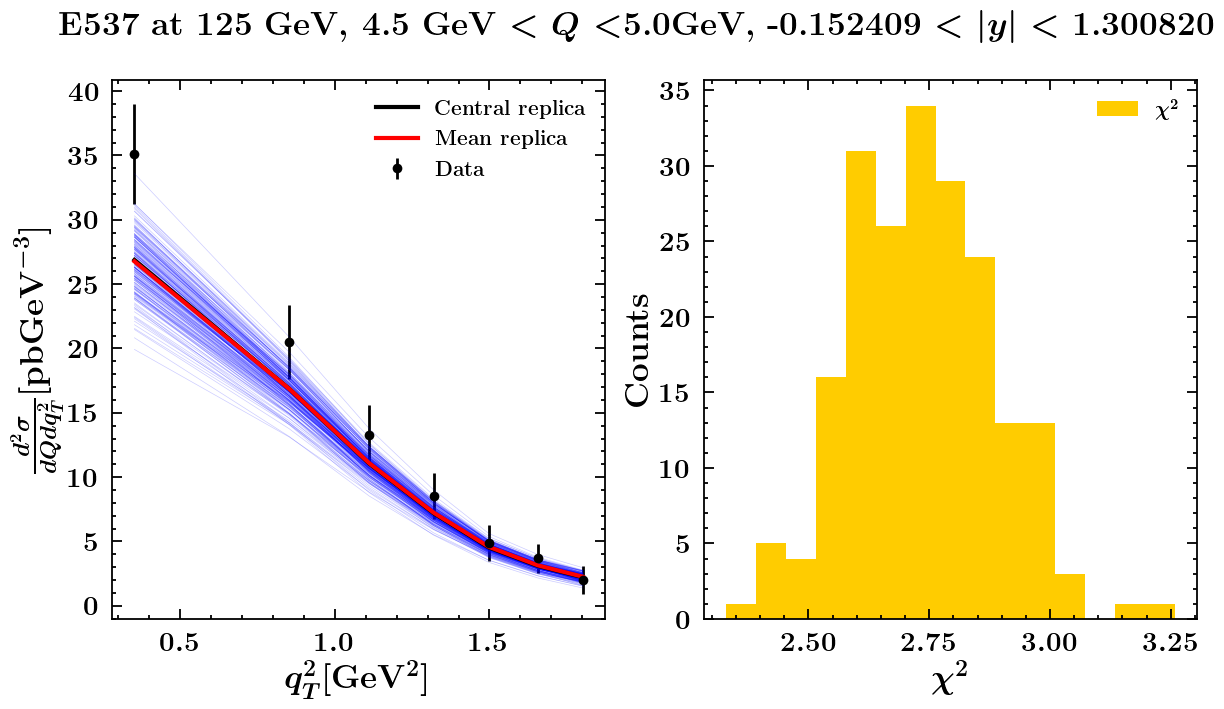 E537 at 125 GeV, 4.5 GeV < Q <5.0GeV, -0.152409 < |y| < 1.300820
40
35
30
25
20
15
10
5
0
d²σ/dQdq_T² [pbGeV⁻³]
Central replica
Mean replica
Data
0.5
1.0
1.5
q_T²[GeV²]
35
30
25
20
15
10
5
0
Counts
χ²
2.50
2.75
3.00
3.25
χ²